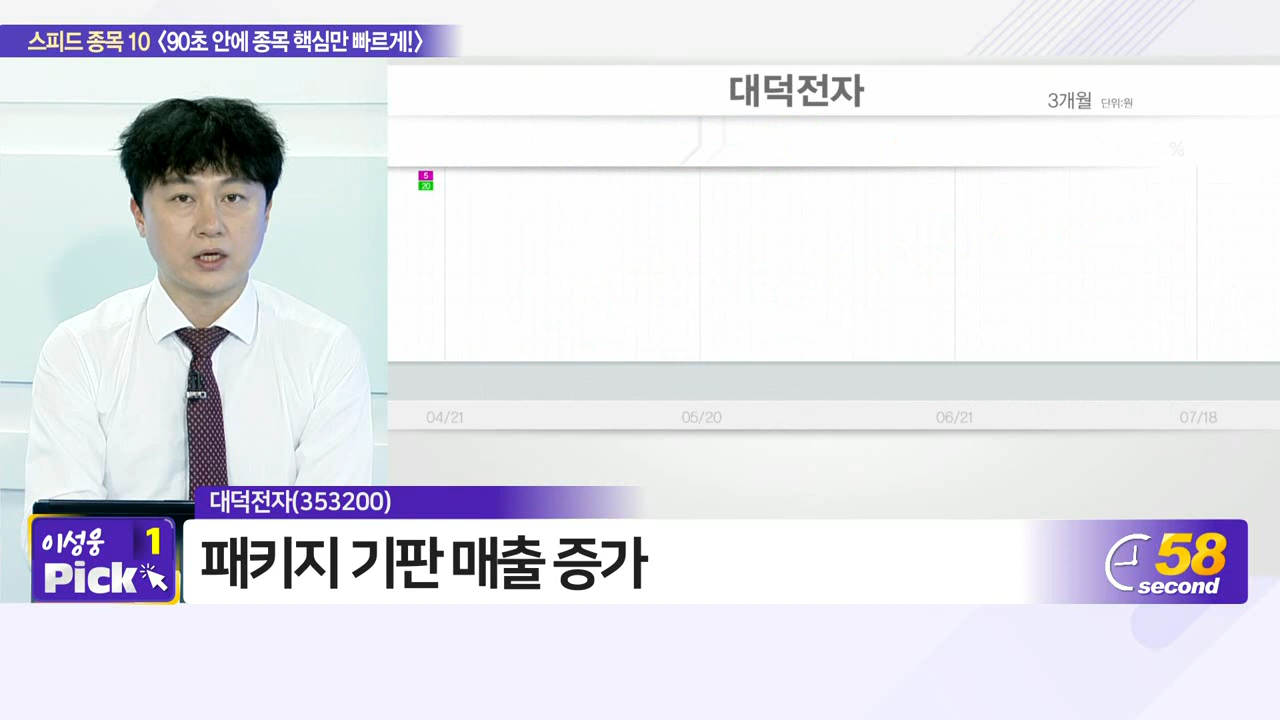 스피드 종목 10 〈90초 안에 종목 핵심만 빠르게!〉
대덕전자
3개월 단위:원
%
5
20
04/21 05/20 06/21 07/18
대덕전자(353200)
이성웅 1
Pick
패키지 기판 매출 증가
58
second